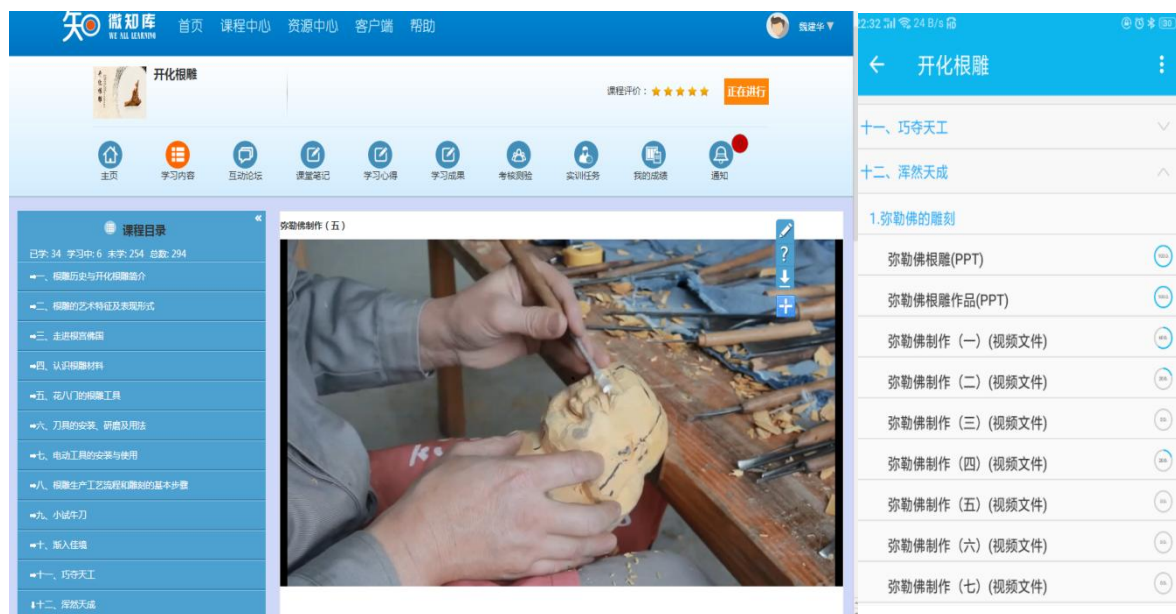 知 微知库 首页 课程中心 资源中心 客户端 帮助 魏建华▼
WE ALL LEARNING
开化根雕
课程评价：★★★★★ 正在进行
主页 学习内容 互动论坛 课堂笔记 学习心得 学习成果 考核测验 实训任务 我的成绩 通知
课程目录 «
已学: 34 学习中: 6 未学: 254 总数: 294
一、根雕历史与开化根雕简介
二、根雕的艺术特征及表现形式
三、走进根宫佛国
四、认识根雕材料
五、花八门的根雕工具
六、刀具的安装、研磨及用法
七、电动工具的安装与使用
八、根雕生产工艺流程和雕刻的基本步骤
九、小试牛刀
十、渐入佳境
十一、巧夺天工
十二、浑然天成
弥勒佛制作（五）
?
22:32 24 B/s 30
开化根雕
十一、巧夺天工
十二、浑然天成
1.弥勒佛的雕刻
弥勒佛根雕(PPT)
弥勒佛根雕作品(PPT)
弥勒佛制作（一）(视频文件)
弥勒佛制作（二）(视频文件)
弥勒佛制作（三）(视频文件)
弥勒佛制作（四）(视频文件)
弥勒佛制作（五）(视频文件)
弥勒佛制作（六）(视频文件)
弥勒佛制作（七）(视频文件)